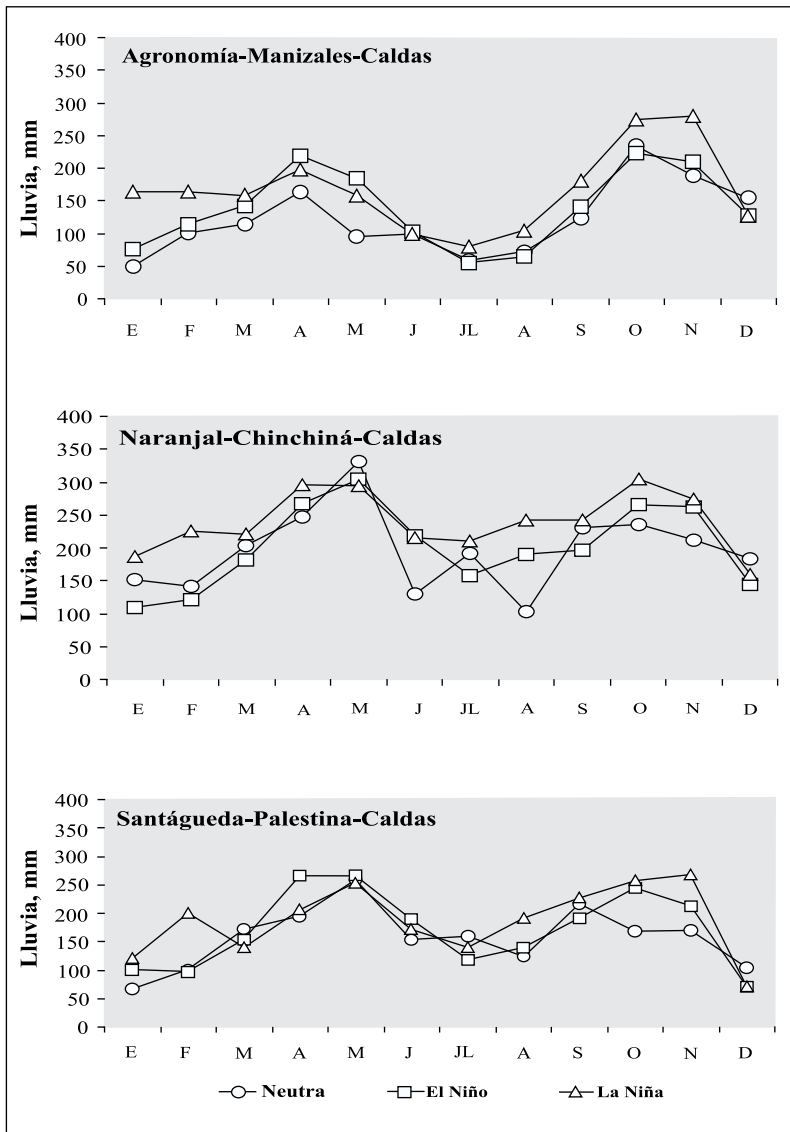 Agronomía-Manizales-Caldas
Lluvia, mm
400
350
300
250
200
150
100
50
0
E F M A M J JL A S O N D
Naranjal-Chinchiná-Caldas
Lluvia, mm
400
350
300
250
200
150
100
50
0
E F M A M J JL A S O N D
Santágueda-Palestina-Caldas
Lluvia, mm
400
350
300
250
200
150
100
50
0
E F M A M J JL A S O N D
Neutra El Niño La Niña